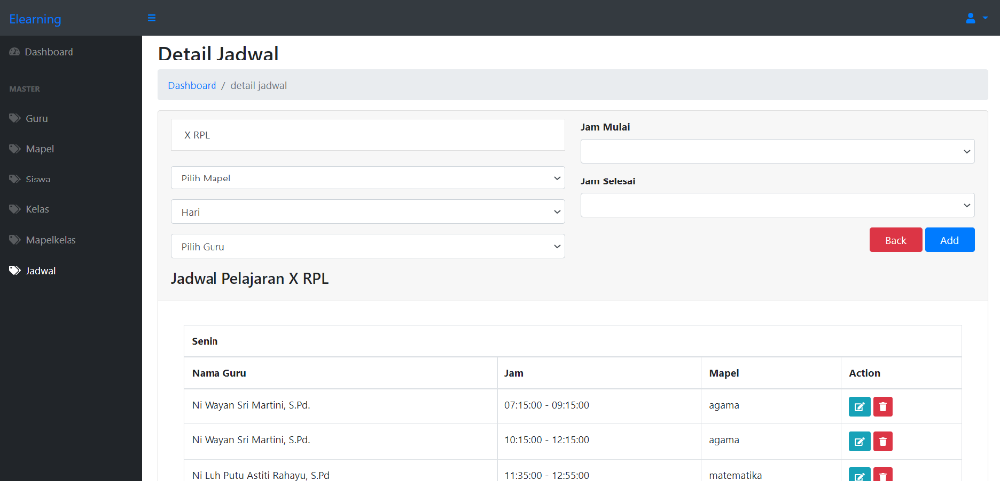 Elearning
Dashboard
MASTER
Guru
Mapel
Siswa
Kelas
Mapelkelas
Jadwal
Detail Jadwal
Dashboard / detail jadwal
X RPL
Pilih Mapel
Hari
Pilih Guru
Jam Mulai
Jam Selesai
Back Add
Jadwal Pelajaran X RPL
Senin
Nama Guru Jam Mapel Action
Ni Wayan Sri Martini, S.Pd. 07:15:00 - 09:15:00 agama
Ni Wayan Sri Martini, S.Pd. 10:15:00 - 12:15:00 agama
Ni Luh Putu Astiti Rahayu, S.Pd 11:35:00 - 12:55:00 matematika